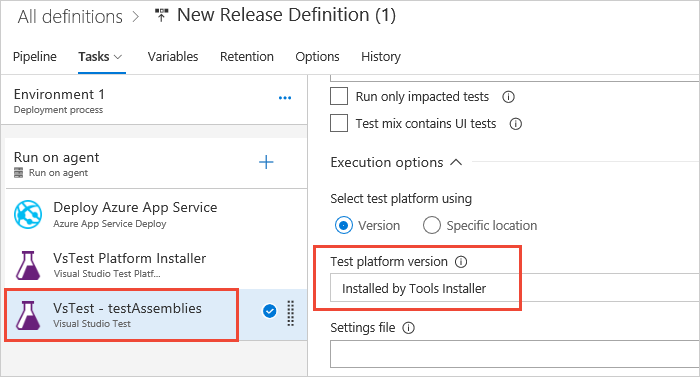 All definitions > New Release Definition (1)
Pipeline Tasks Variables Retention Options History
Environment 1
Deployment process
Run on agent
Run on agent
Deploy Azure App Service
Azure App Service Deploy
VsTest Platform Installer
Visual Studio Test Platf...
VsTest - testAssemblies
Visual Studio Test
Run only impacted tests
Test mix contains UI tests
Execution options
Select test platform using
Version Specific location
Test platform version
Installed by Tools Installer
Settings file